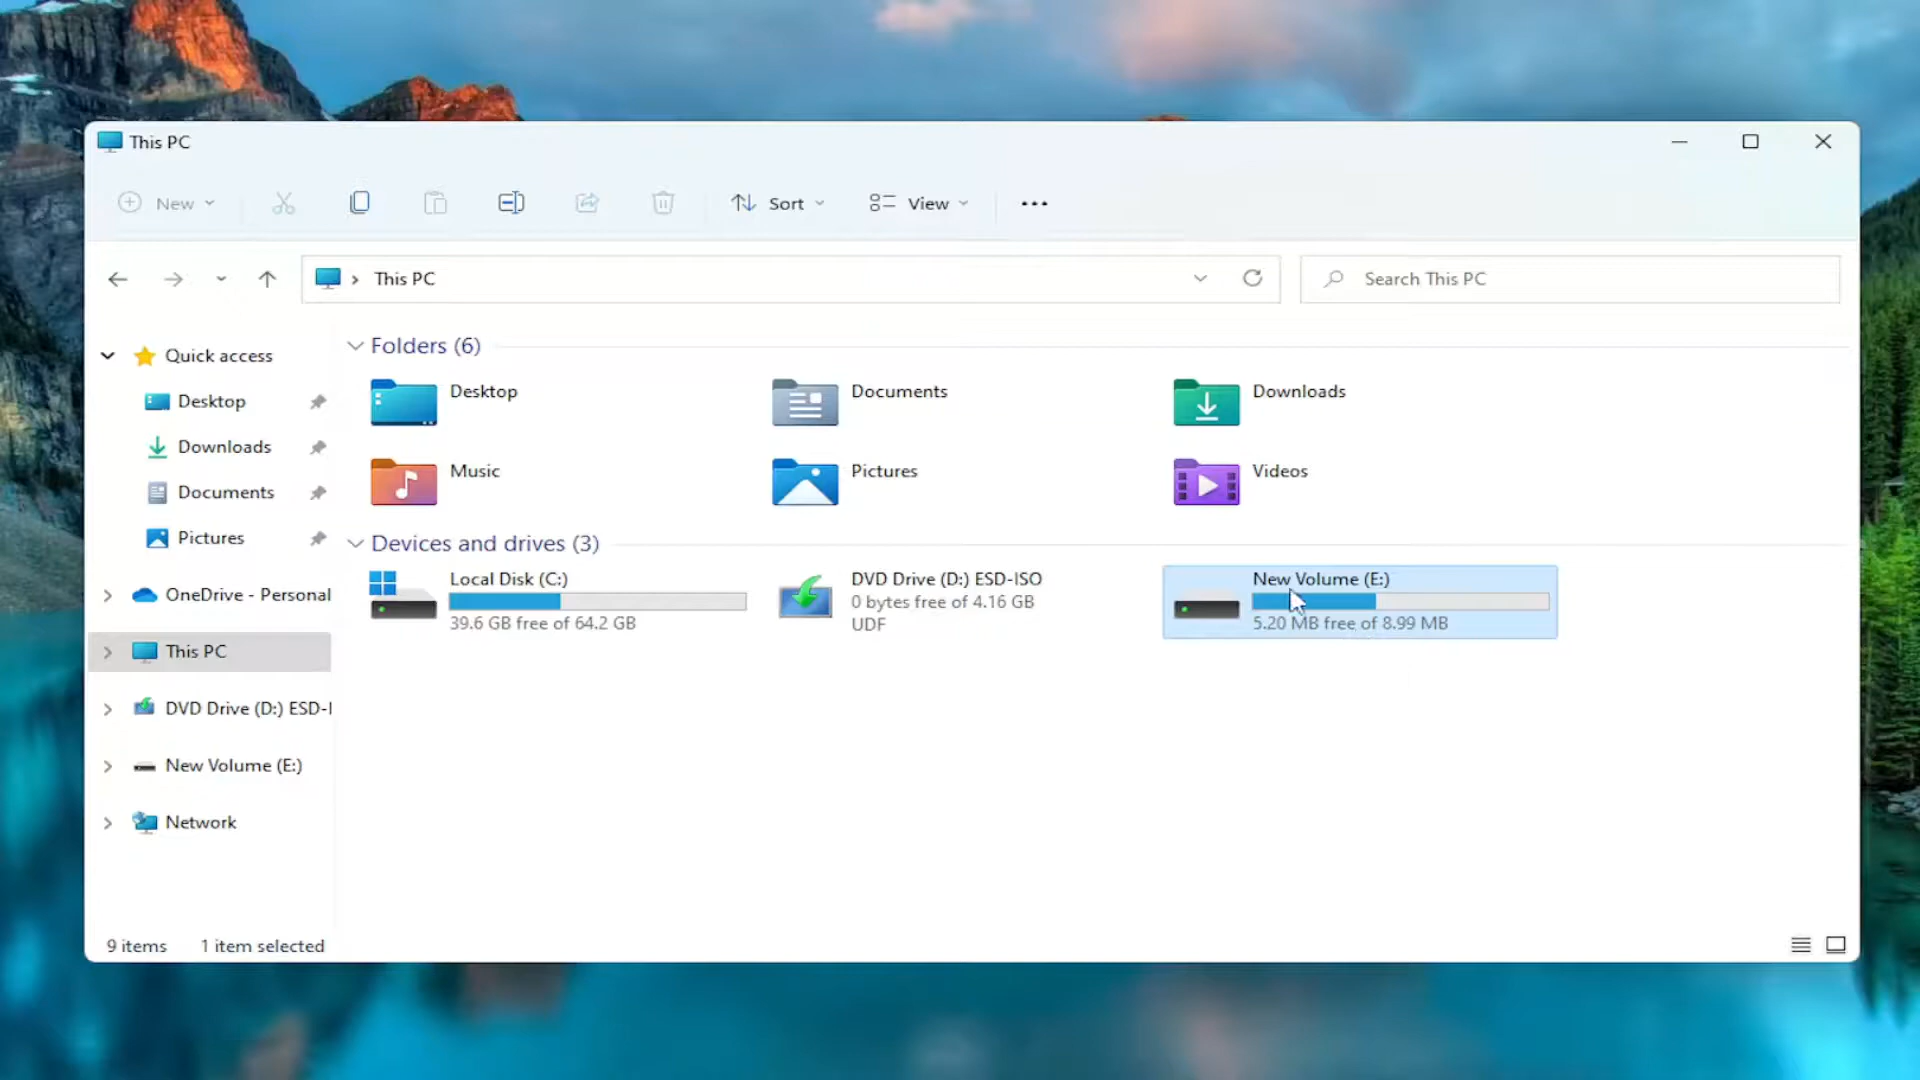 This PC
New
Sort
View
This PC
Search This PC
Quick access
Desktop
Downloads
Documents
Pictures
OneDrive - Personal
This PC
DVD Drive (D:) ESD-I
New Volume (E:)
Network
Folders (6)
Desktop
Documents
Downloads
Music
Pictures
Videos
Devices and drives (3)
Local Disk (C:)
39.6 GB free of 64.2 GB
DVD Drive (D:) ESD-ISO
0 bytes free of 4.16 GB
UDF
New Volume (E:)
5.20 MB free of 8.99 MB
9 items
1 item selected